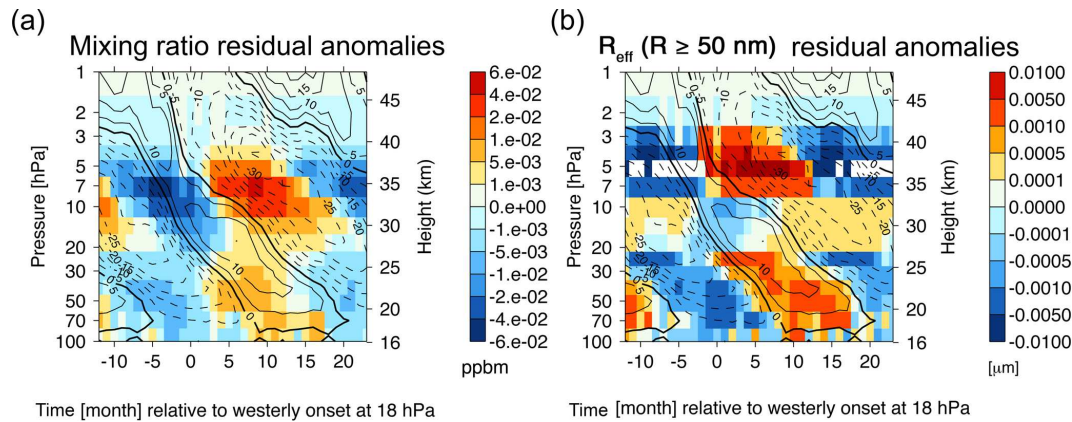 (a)
Mixing ratio residual anomalies
Pressure [hPa]
1
2
3
5
7
10
20
30
50
70
100
-10 -5 0 5 10 15 20
45
40
35
30
25
20
16
Height (km)
6.e-02
4.e-02
2.e-02
1.e-02
5.e-03
1.e-03
0.e+00
-1.e-03
-5.e-03
-1.e-02
-2.e-02
-4.e-02
-6.e-02
ppbm
Time [month] relative to westerly onset at 18 hPa
(b)
Reff (R ≥ 50 nm) residual anomalies
Pressure [hPa]
1
2
3
5
7
10
20
30
50
70
100
-10 -5 0 5 10 15 20
45
40
35
30
25
20
16
Height (km)
0.0100
0.0050
0.0010
0.0005
0.0001
0.0000
-0.0001
-0.0005
-0.0010
-0.0050
-0.0100
[µm]
Time [month] relative to westerly onset at 18 hPa